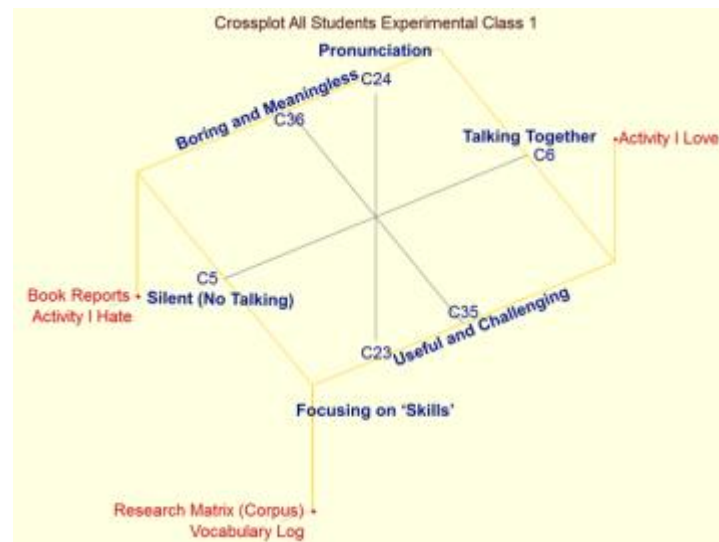 Crossplot All Students Experimental Class 1
Pronunciation
C24
Boring and Meaningless
C36
Talking Together
C6
Activity I Love
C5
Silent (No Talking)
Book Reports
Activity I Hate
C35
Useful and Challenging
C23
Focusing on 'Skills'
Research Matrix (Corpus)
Vocabulary Log